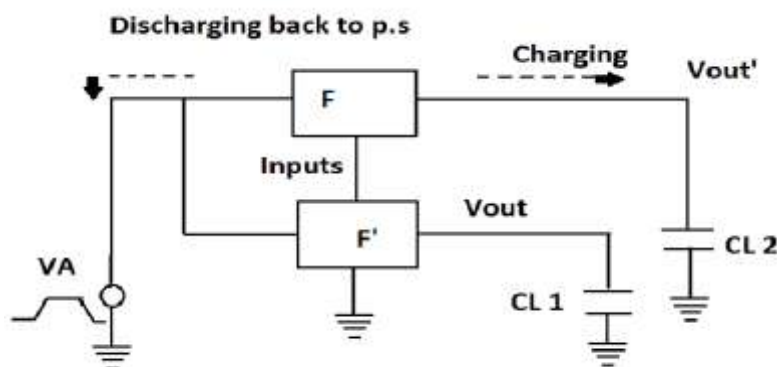 Discharging back to p.s
Charging
Vout'
F
Inputs
Vout
F'
VA
CL 2
CL 1